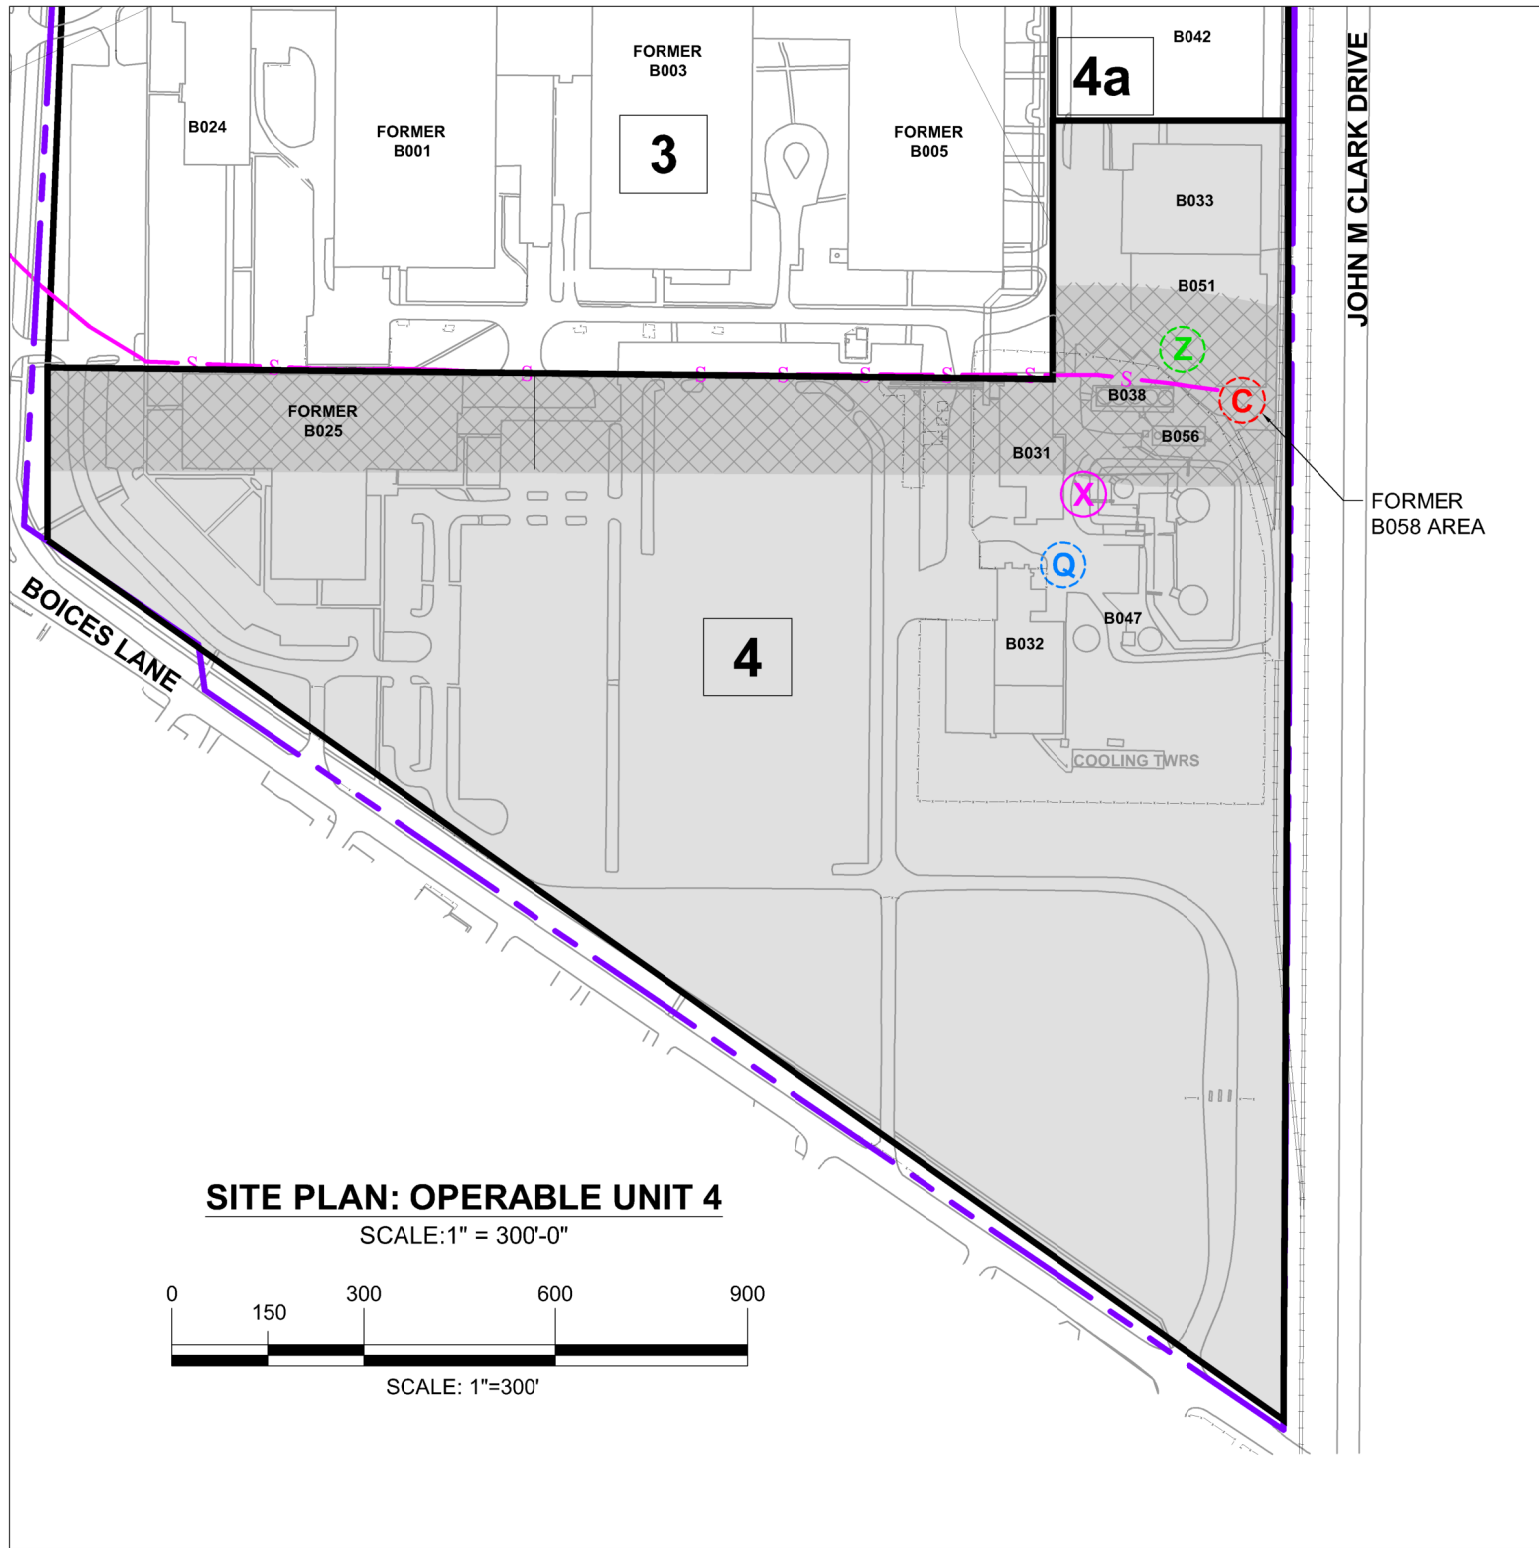 B042
4a
JOHN M CLARK DRIVE
FORMER
B003
B024
FORMER
B001
3
FORMER
B005
B033
B051
Z
S
S
S
S
S
S
S
S
S
B038
C
FORMER
B025
B056
B031
X
FORMER
B058 AREA
Q
BOICES LANE
B047
4
B032
COOLING TWRS
SITE PLAN: OPERABLE UNIT 4
SCALE:1" = 300'-0"
0
150
300
600
900
SCALE: 1"=300'